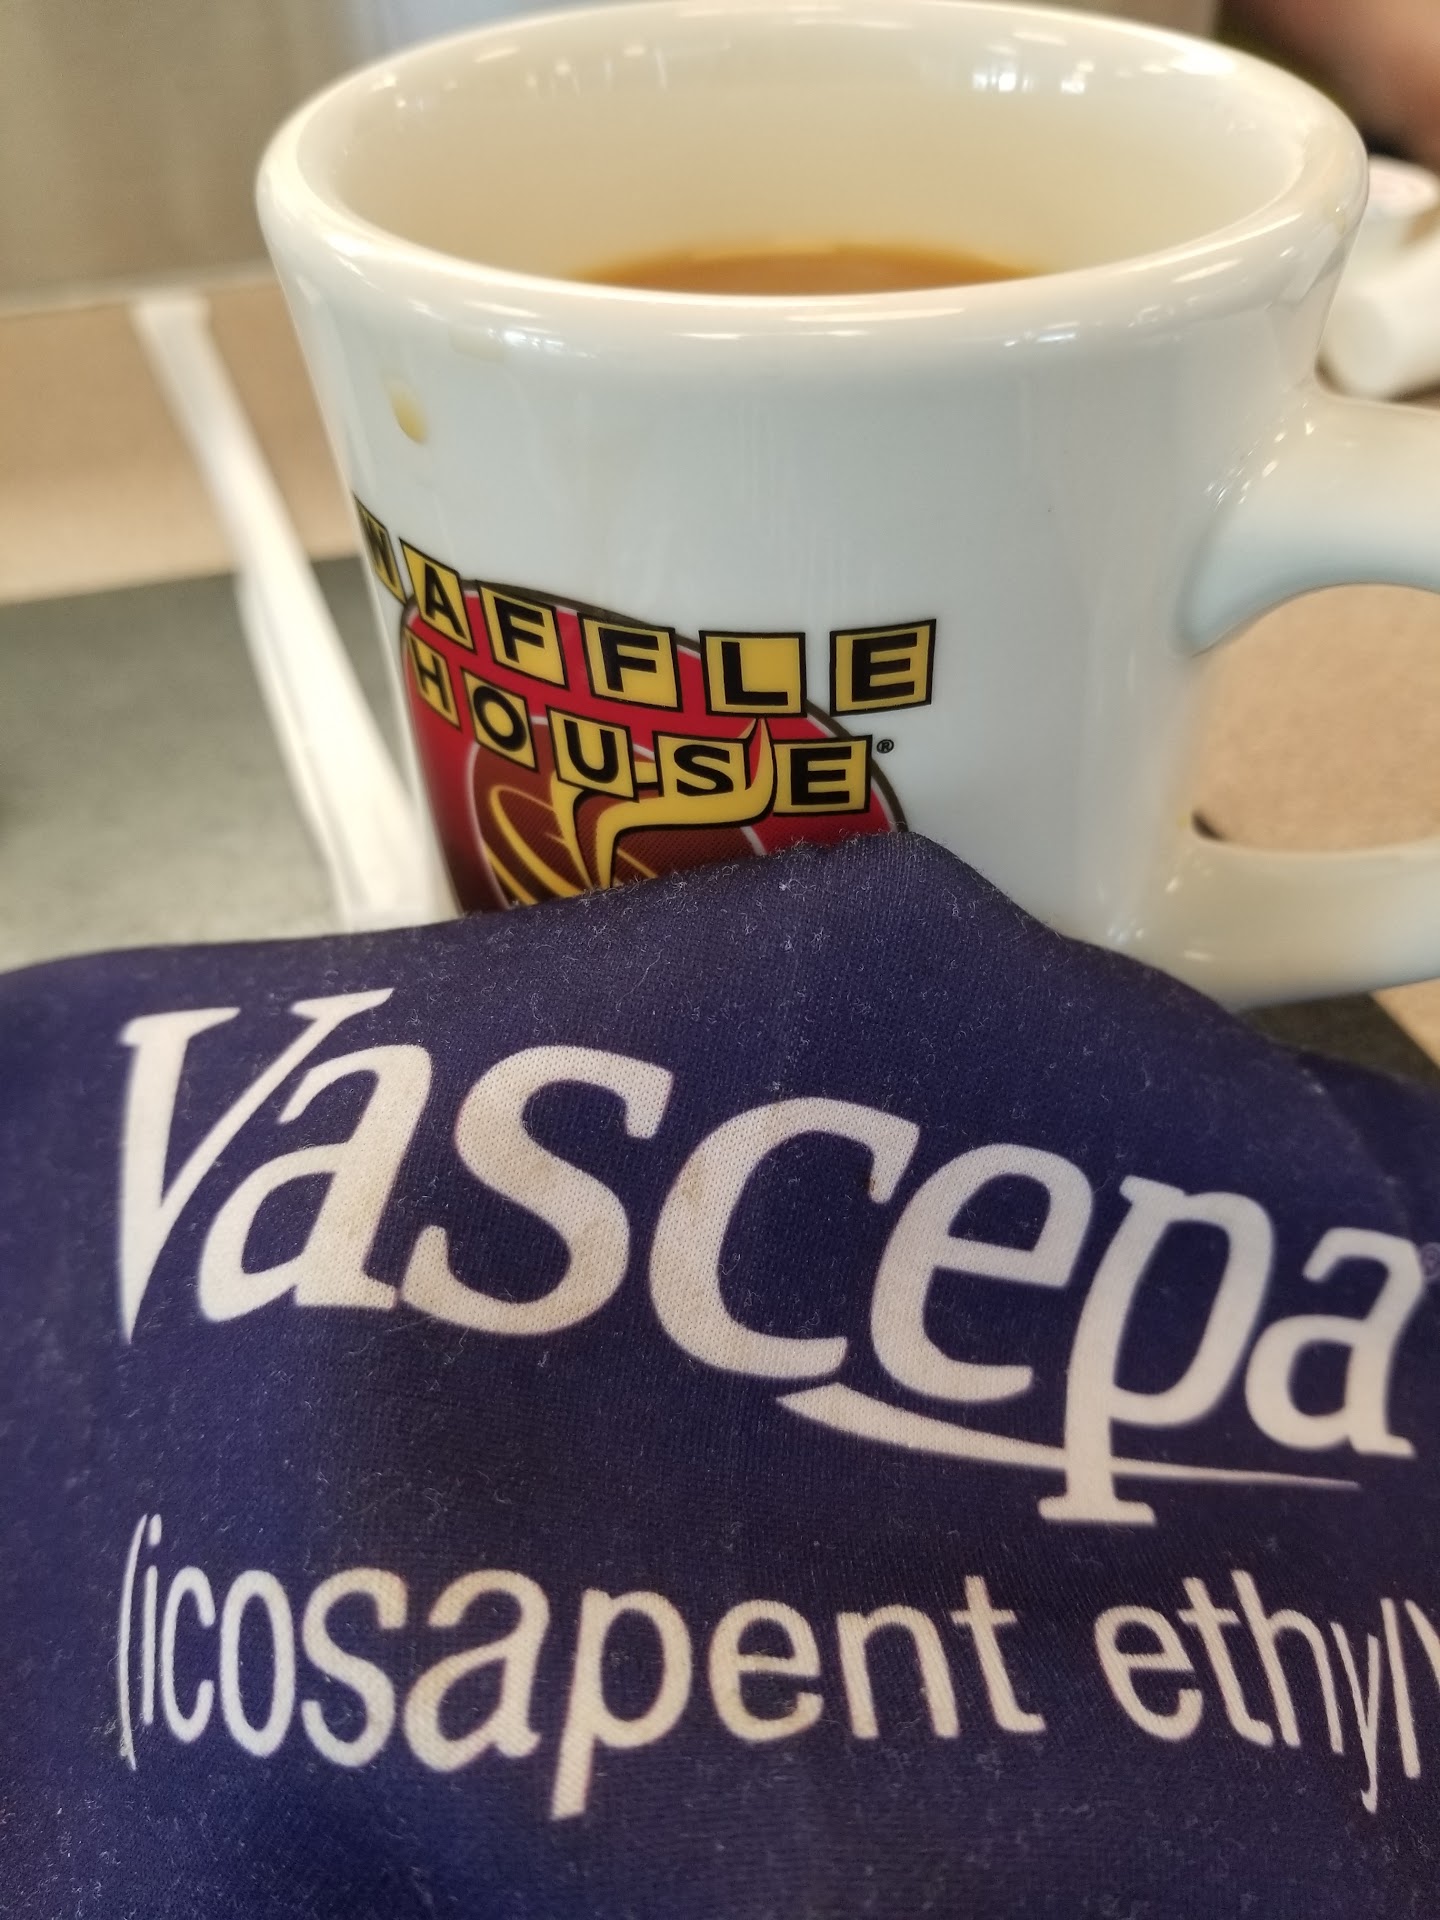 WAFFLE
HOUSE®
Vascepa®
(icosapent ethyl)